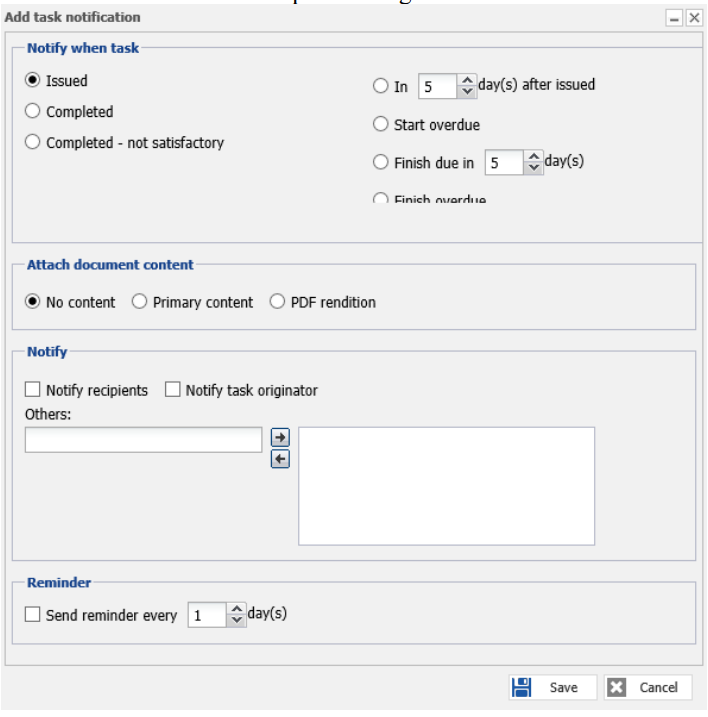 Add task notification
Notify when task
Issued
In 5 day(s) after issued
Completed
Start overdue
Completed - not satisfactory
Finish due in 5 day(s)
Finish overdue
Attach document content
No content Primary content PDF rendition
Notify
Notify recipients Notify task originator
Others:
Reminder
Send reminder every 1 day(s)
Save Cancel